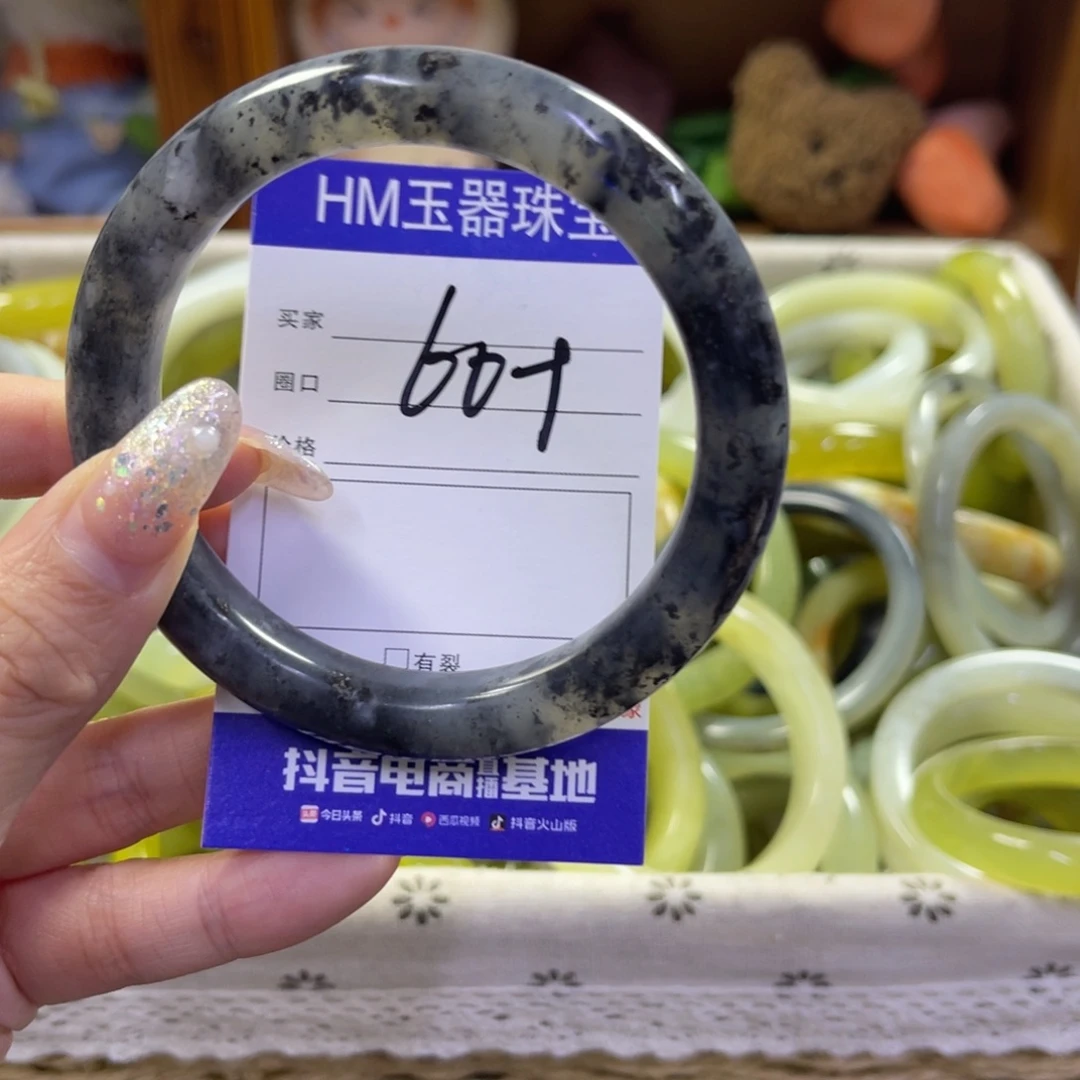 HM玉器珠宝
买家
圈口
价格
60+
□有裂
家
抖音电商直播基地
今日头条 抖音 西瓜视频 抖音火山版